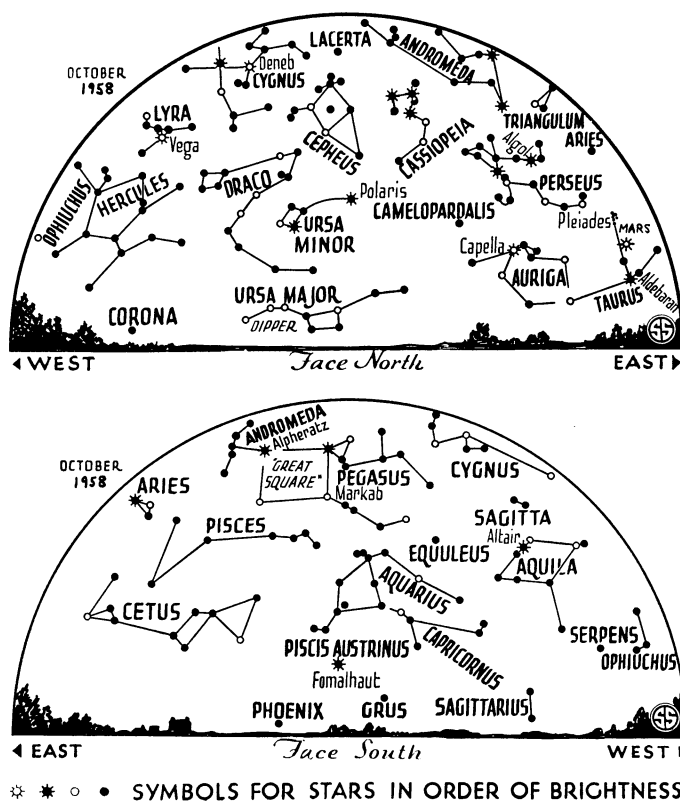 OCTOBER
1958
LACERTA
ANDROMEDA
Deneb
CYGNUS
LYRA
Vega
CEPHEUS
CASSIOPEIA
TRIANGULUM
ARIES
Algol
OPHIUCHUS
HERCULES
DRACO
Polaris
URSA
MINOR
CAMELOPARDALIS
PERSEUS
Pleiades
MARS
Capella
AURIGA
TAURUS
Aldebaran
CORONA
URSA MAJOR
DIPPER
SS
WEST
Face North
EAST
OCTOBER
1958
ANDROMEDA
Alpheratz
"GREAT
SQUARE"
PEGASUS
Markab
CYGNUS
ARIES
PISCES
SAGITTA
Altair
EQUULEUS
AQUILA
AQUARIUS
CETUS
CAPRICORNUS
SERPENS
OPHIUCHUS
PISCIS AUSTRINUS
Fomalhaut
PHOENIX
GRUS
SAGITTARIUS
SS
EAST
Face South
WEST
SYMBOLS FOR STARS IN ORDER OF BRIGHTNESS